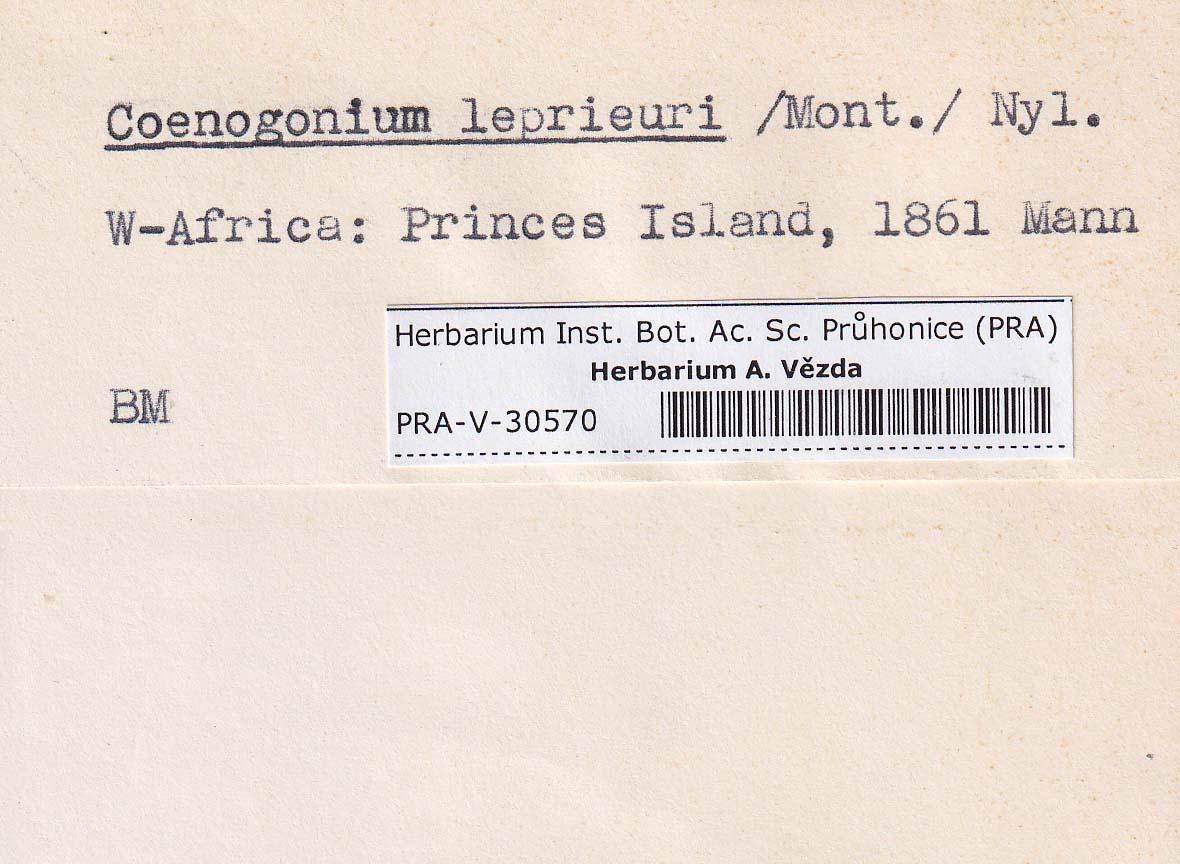 Coenogonium leprieuri /Mont./ Nyl.
W-Africa: Princes Island, 1861 Mann
Herbarium Inst. Bot. Ac. Sc. Průhonice (PRA)
Herbarium A. Vězda
BM
PRA-V-30570